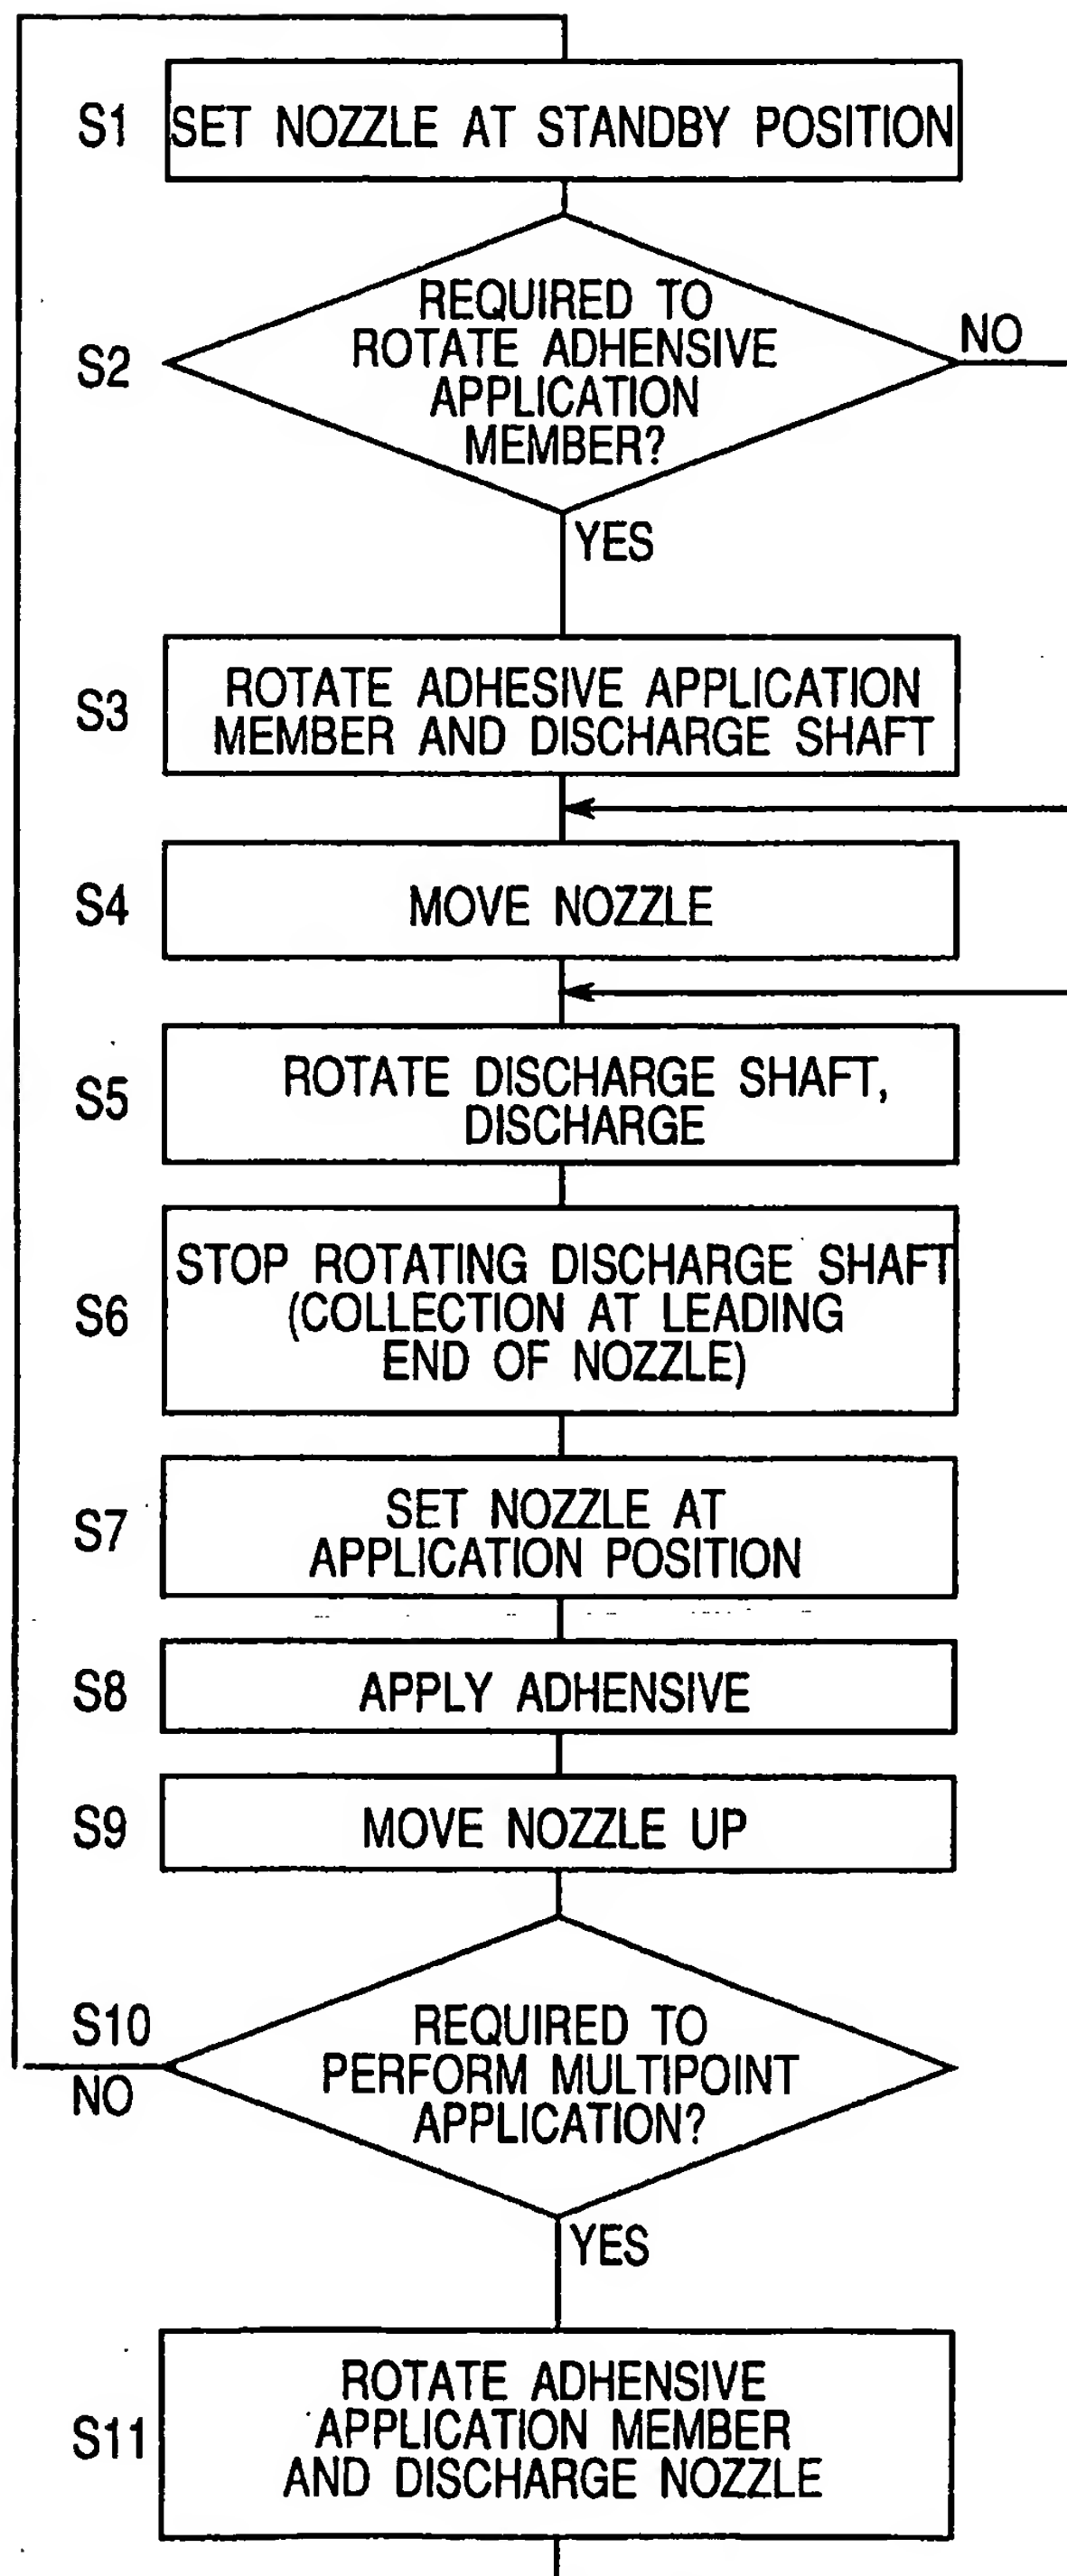 S1
SET NOZZLE AT STANDBY POSITION
S2
REQUIRED TO
ROTATE ADHENSIVE
APPLICATION
MEMBER?
NO
YES
S3
ROTATE ADHESIVE APPLICATION
MEMBER AND DISCHARGE SHAFT
S4
MOVE NOZZLE
S5
ROTATE DISCHARGE SHAFT,
DISCHARGE
S6
STOP ROTATING DISCHARGE SHAFT
(COLLECTION AT LEADING
END OF NOZZLE)
S7
SET NOZZLE AT
APPLICATION POSITION
S8
APPLY ADHENSIVE
S9
MOVE NOZZLE UP
S10
REQUIRED TO
PERFORM MULTIPOINT
APPLICATION?
NO
YES
S11
ROTATE ADHENSIVE
APPLICATION MEMBER
AND DISCHARGE NOZZLE